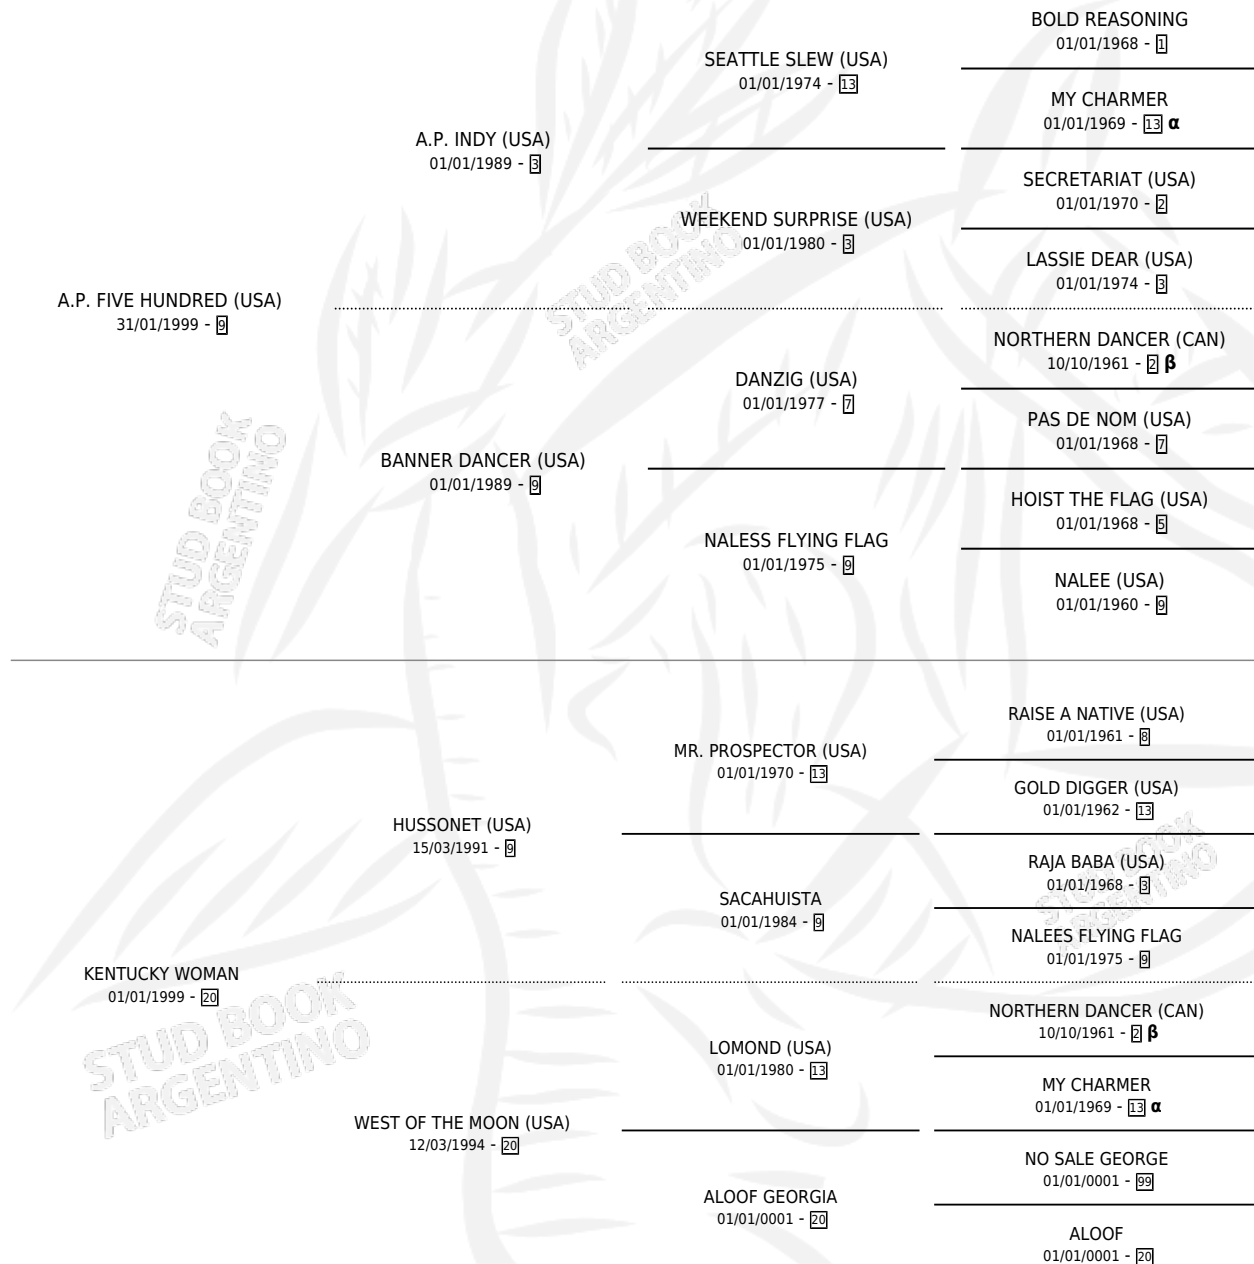 BOLD REASONING
01/01/1968 - 1
SEATTLE SLEW (USA)
01/01/1974 - 13
MY CHARMER
01/01/1969 - 13 α
A.P. INDY (USA)
01/01/1989 - 3
SECRETARIAT (USA)
01/01/1970 - 2
WEEKEND SURPRISE (USA)
01/01/1980 - 3
LASSIE DEAR (USA)
01/01/1974 - 3
A.P. FIVE HUNDRED (USA)
31/01/1999 - 9
NORTHERN DANCER (CAN)
10/10/1961 - 2 β
DANZIG (USA)
01/01/1977 - 7
PAS DE NOM (USA)
01/01/1968 - 7
BANNER DANCER (USA)
01/01/1989 - 9
HOIST THE FLAG (USA)
01/01/1968 - 5
NALESS FLYING FLAG
01/01/1975 - 9
NALEE (USA)
01/01/1960 - 9
RAISE A NATIVE (USA)
01/01/1961 - 8
MR. PROSPECTOR (USA)
01/01/1970 - 13
GOLD DIGGER (USA)
01/01/1962 - 13
HUSSONET (USA)
15/03/1991 - 9
RAJA BABA (USA)
01/01/1968 - 3
SACAHUISTA
01/01/1984 - 9
NALEES FLYING FLAG
01/01/1975 - 9
KENTUCKY WOMAN
01/01/1999 - 20
NORTHERN DANCER (CAN)
10/10/1961 - 2 β
LOMOND (USA)
01/01/1980 - 13
MY CHARMER
01/01/1969 - 13 α
WEST OF THE MOON (USA)
12/03/1994 - 20
NO SALE GEORGE
01/01/0001 - 99
ALOOF GEORGIA
01/01/0001 - 20
ALOOF
01/01/0001 - 20
STUD BOOK
ARGENTINO
STUD BOOK
ARGENTINO
STUD BOOK
ARGENTINO
STUD BOOK
ARGENTINO